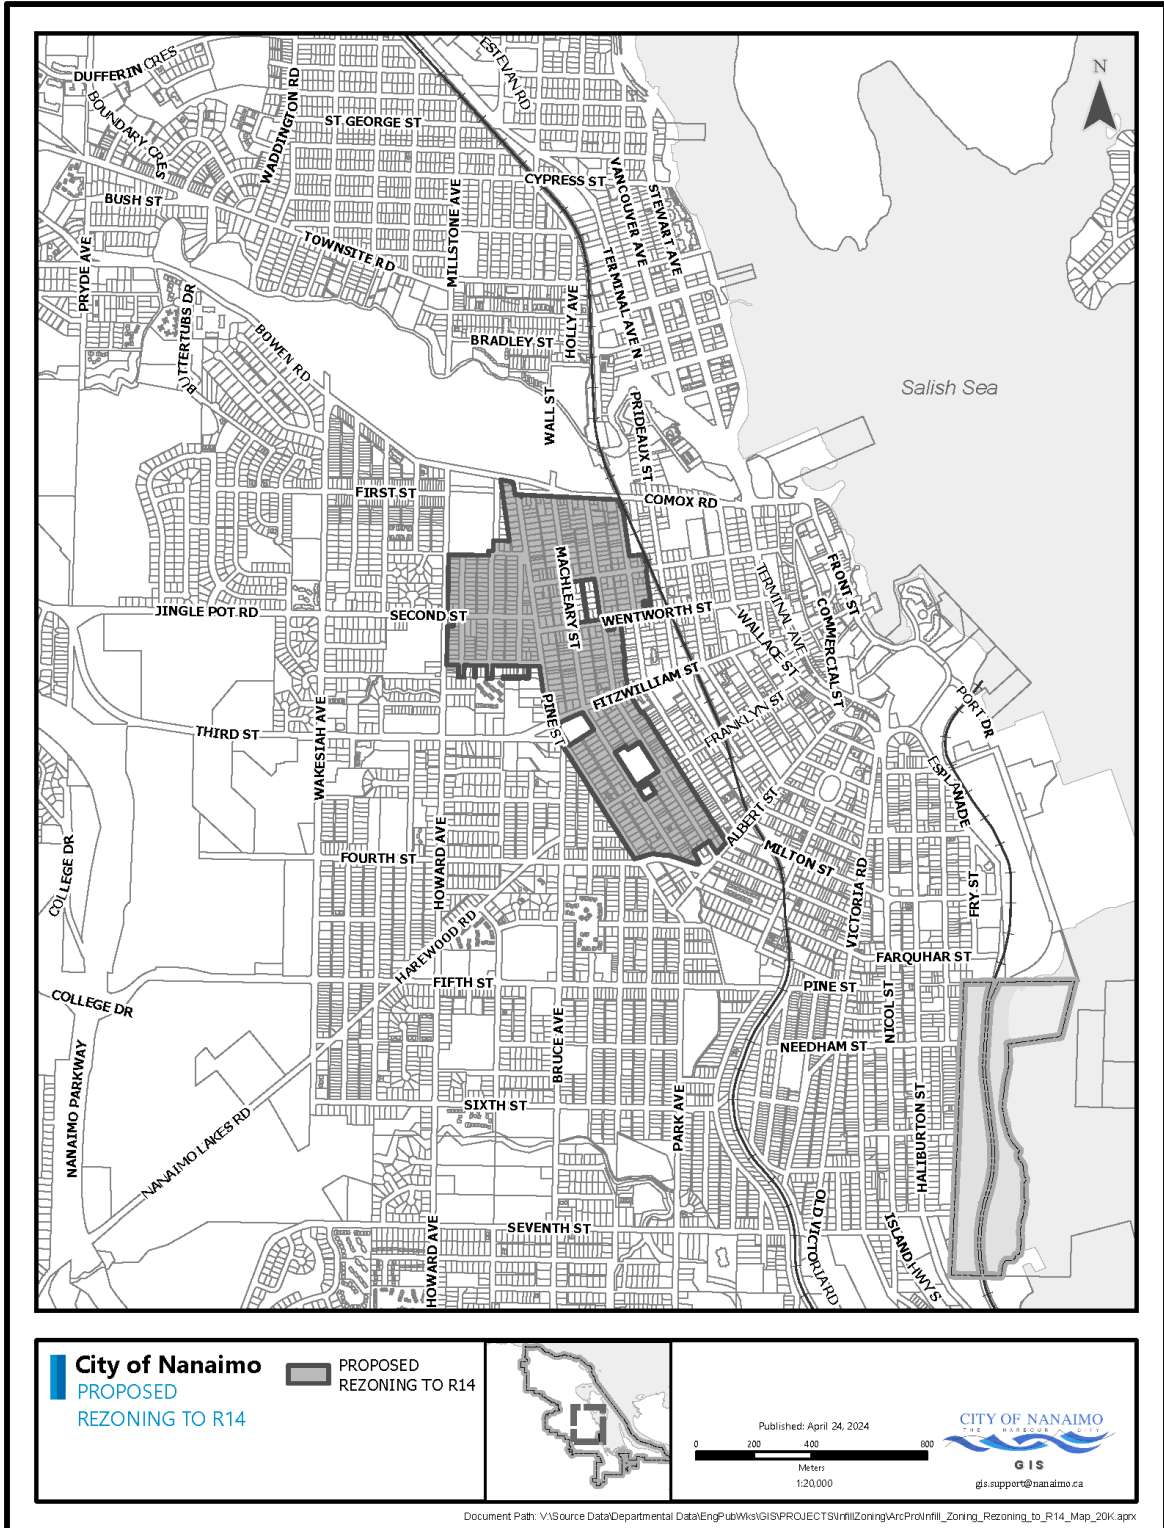 DUFFERIN CRES
ESTEVAN RD
BOUNDARY CRES
WADDINGTON RD
ST GEORGE ST
N
CYPRESS ST
VANCOUVER AVE
STEWART AVE
BUSH ST
MILLSTONE AVE
PRYDE AVE
TOWNSITE RD
TERMINAL AVE N
BUTTERTUBS DR
HOLLY AVE
BOWEN RD
BRADLEY ST
Salish Sea
WALL ST
PRIDEAUX ST
FIRST ST
COMOX RD
MACHLEARY ST
TERMINAL AVE
FRONT ST
JINGLE POT RD
SECOND ST
WENTWORTH ST
WALLACE ST
COMMERCIAL ST
FITZWILLIAM ST
PINE ST
FRANKLYN ST
PORT DR
THIRD ST
WAKESIAH AVE
ESPLANADE
ALBERT ST
FOURTH ST
HOWARD AVE
MILTON ST
COLLEGE DR
VICTORIA RD
FRY ST
HAREWOOD RD
FARQUHAR ST
FIFTH ST
PINE ST
COLLEGE DR
NICOL ST
BRUCE AVE
NEEDHAM ST
NANAIMO PARKWAY
SIXTH ST
PARK AVE
HALIBURTON ST
NANAIMO LAKES RD
SEVENTH ST
HOWARD AVE
OLD VICTORIA RD
ISLAND HWY S
City of Nanaimo
PROPOSED
REZONING TO R14
PROPOSED
REZONING TO R14
Published: April 24, 2024
0 200 400 800
Meters
1:20,000
CITY OF NANAIMO
THE HARBOUR CITY
GIS
gis.support@nanaimo.ca
Document Path: V:\Source Data\Departmental Data\EngPubWks\GIS\PROJECTS\InfillZoning\ArcPro\Infill_Zoning_Rezoning_to_R14_Map_20K.aprx